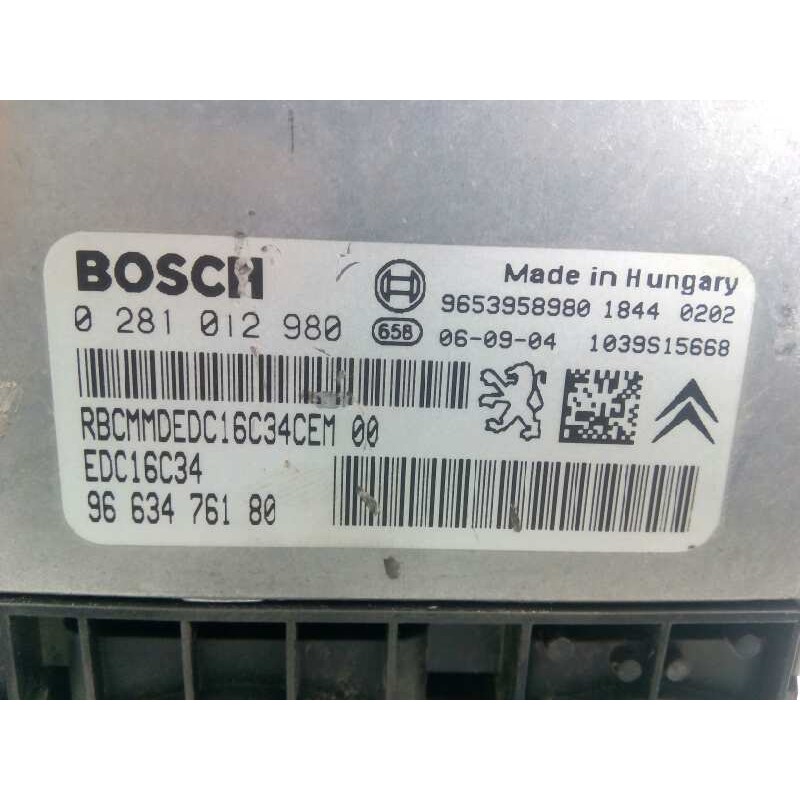 BOSCH
0 281 012 980
RBCMMDEDC16C34CEM 00
EDC16C34
96 634 761 80
Made in Hungary
9653958980 1844 0202
65B 06-09-04 1039S15668